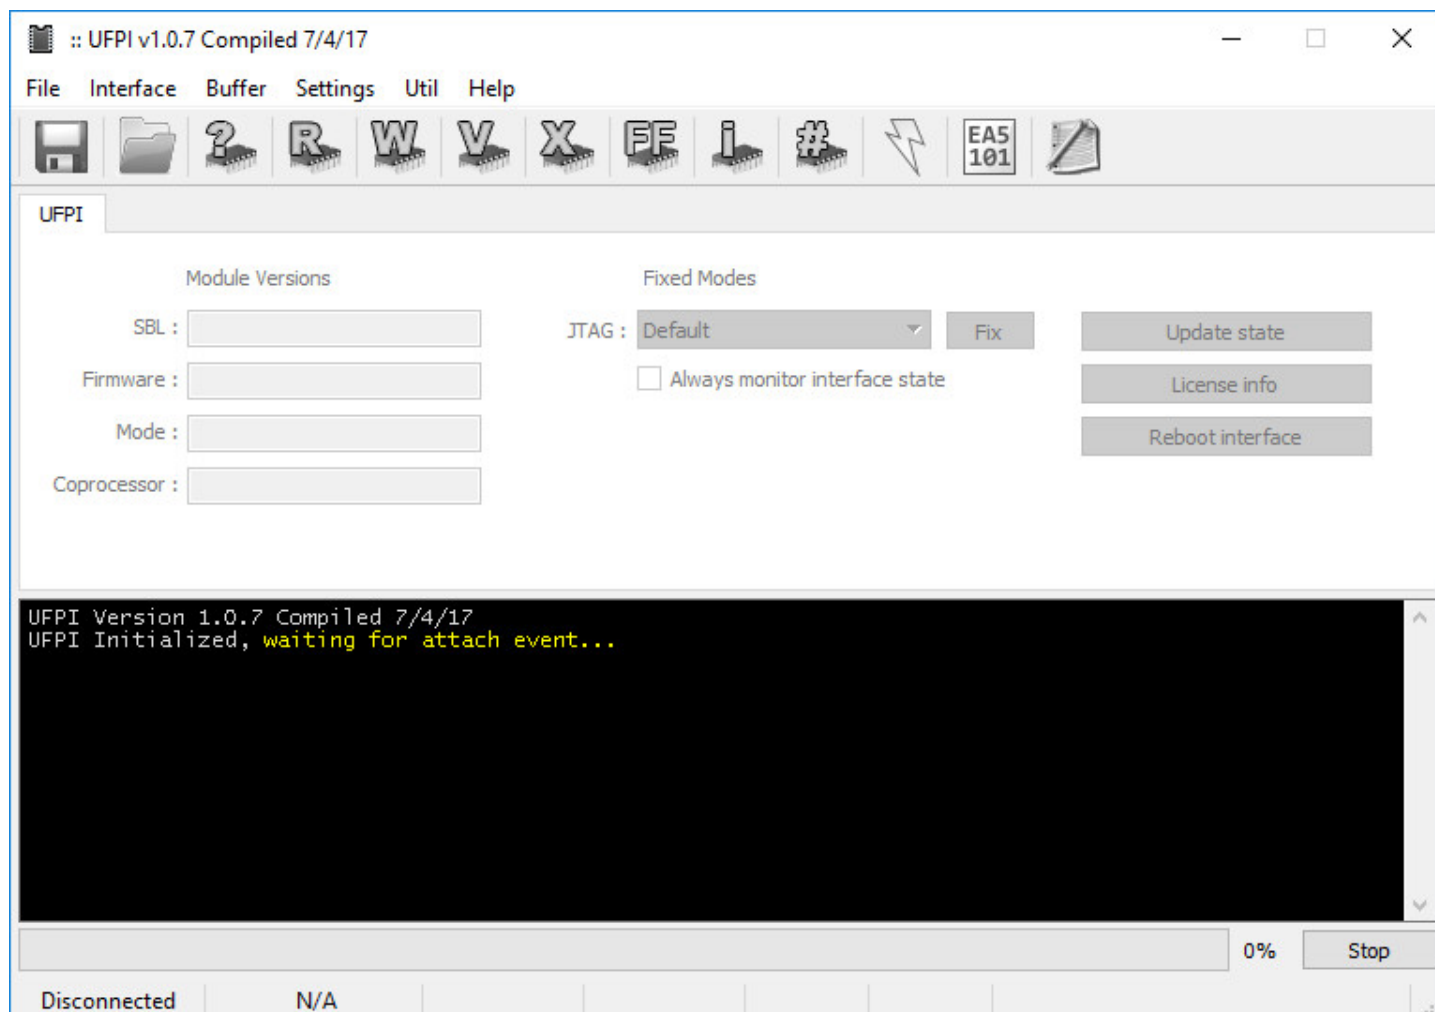 :: UFPI v1.0.7 Compiled 7/4/17
File Interface Buffer Settings Util Help
? R W V X FF i # EA5
101
UFPI
Module Versions Fixed Modes
SBL : JTAG : Default Fix Update state
Firmware : Always monitor interface state License info
Mode : Reboot interface
Coprocessor :
UFPI Version 1.0.7 Compiled 7/4/17
UFPI Initialized, waiting for attach event...
0% Stop
Disconnected N/A